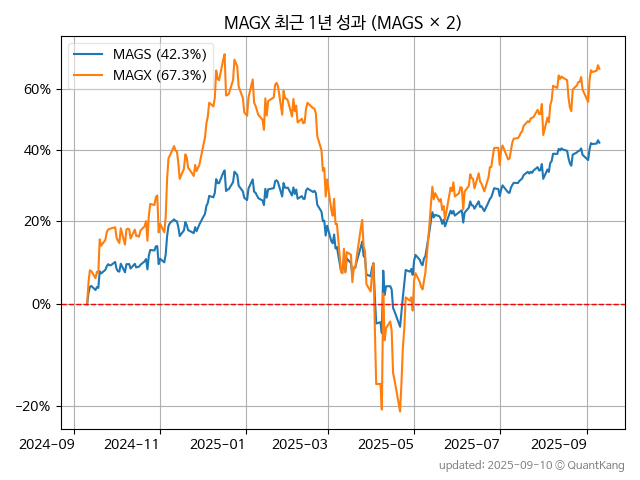 MAGX 최근 1년 성과 (MAGS × 2)
MAGS (42.3%)
MAGX (67.3%)
60%
40%
20%
0%
−20%
2024-09 2024-11 2025-01 2025-03 2025-05 2025-07 2025-09
updated: 2025-09-10 © QuantKang